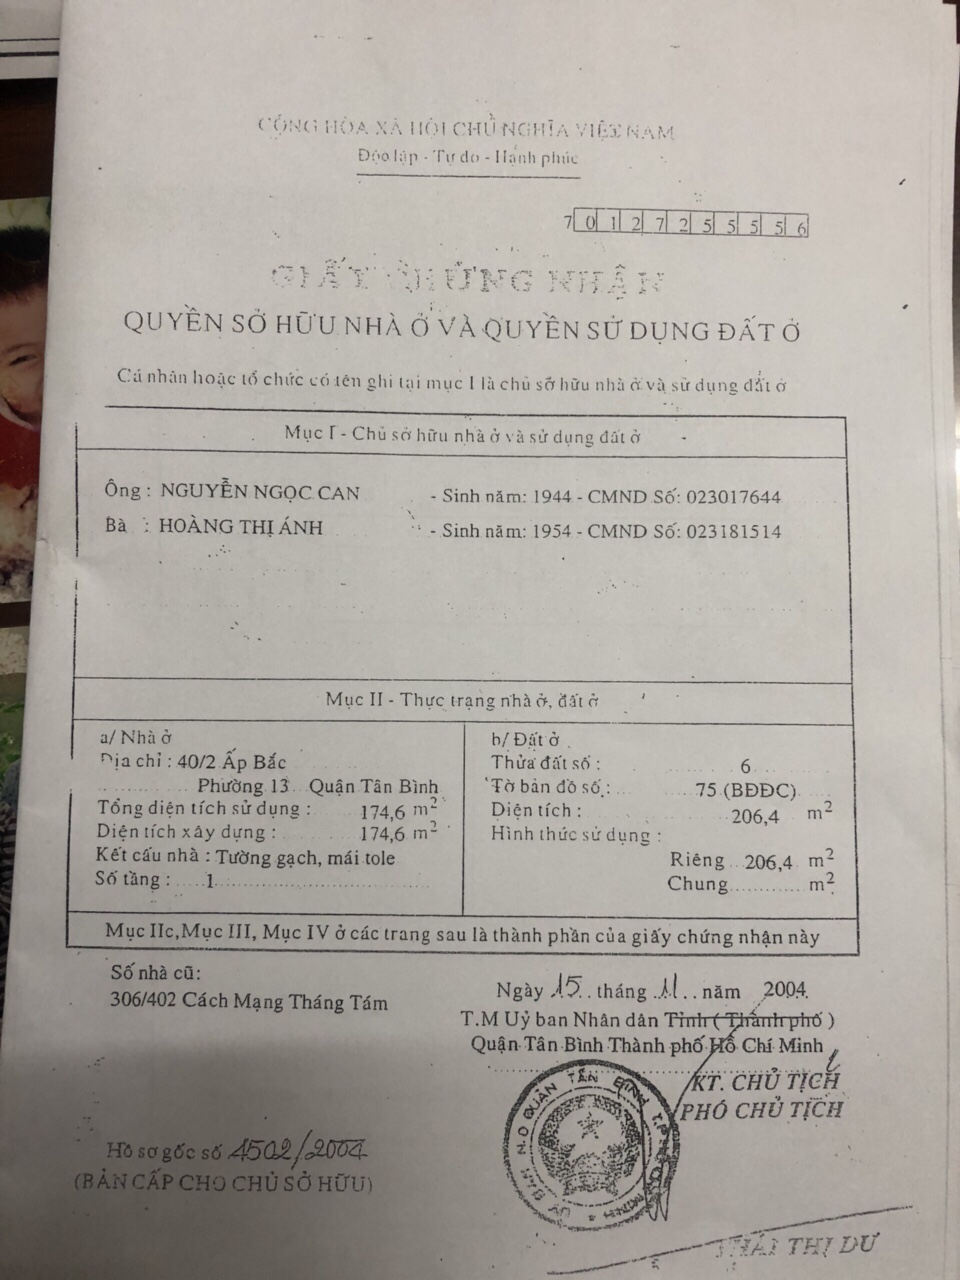 CỘNG HÒA XÃ HỘI CHỦ NGHĨA VIỆT NAM
Độc lập - Tự do - Hạnh phúc
7 0 1 2 7 2 5 5 5 5 6
GIẤY CHỨNG NHẬN
QUYỀN SỞ HỮU NHÀ Ở VÀ QUYỀN SỬ DỤNG ĐẤT Ở
Cá nhân hoặc tổ chức có tên ghi tại mục I là chủ sở hữu nhà ở và sử dụng đất ở
Mục I - Chủ sở hữu nhà ở và sử dụng đất ở
Ông : NGUYỄN NGỌC CAN - Sinh năm: 1944 - CMND Số: 023017644
Bà : HOÀNG THỊ ÁNH - Sinh năm: 1954 - CMND Số: 023181514
Mục II - Thực trạng nhà ở, đất ở
a/ Nhà ở
Địa chỉ : 40/2 Ấp Bắc
Phường 13 Quận Tân Bình
Tổng diện tích sử dụng : 174,6 m²
Diện tích xây dựng : 174,6 m²
Kết cấu nhà : Tường gạch, mái tole
Số tầng : 1
b/ Đất ở
Thửa đất số : 6
Tờ bản đồ số : 75 (BĐĐC)
Diện tích : 206,4 m²
Hình thức sử dụng :
Riêng 206,4 m²
Chung............ m²
Mục IIc, Mục III, Mục IV ở các trang sau là thành phần của giấy chứng nhận này
Số nhà cũ:
306/402 Cách Mạng Tháng Tám
Ngày 15 tháng 11 năm 2004
T.M Uỷ ban Nhân dân Tỉnh ( Thành phố )
Quận Tân Bình Thành phố Hồ Chí Minh
KT. CHỦ TỊCH
PHÓ CHỦ TỊCH
Hồ sơ gốc số 4502/2004
(BẢN CẤP CHO CHỦ SỞ HỮU)
THÁI THỊ DƯ